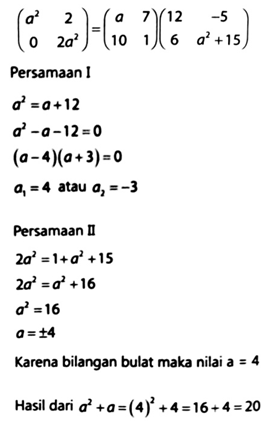 (a² 2) = (a 7) (12 -5)
(0 2a²) (10 1) (6 a²+15)
Persamaan I
a² = a + 12
a² - a - 12 = 0
(a - 4)(a + 3) = 0
a₁ = 4 atau a₂ = -3
Persamaan II
2a² = 1 + a² + 15
2a² = a² + 16
a² = 16
a = ±4
Karena bilangan bulat maka nilai a = 4
Hasil dari a² + a = (4)² + 4 = 16 + 4 = 20